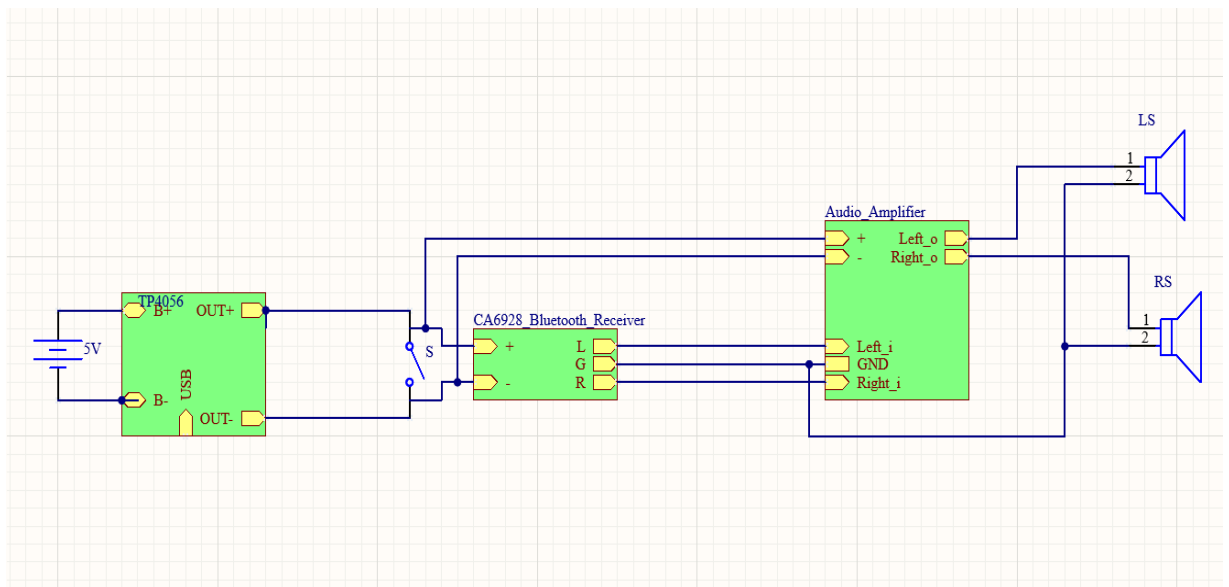 LS
1
2
Audio_Amplifier
+ Left_o
- Right_o
RS
1
2
TP4056
B+ OUT+
5V
USB
B-
OUT-
S
CA6928_Bluetooth_Receiver
+ L
G
- R
Left_i
GND
Right_i